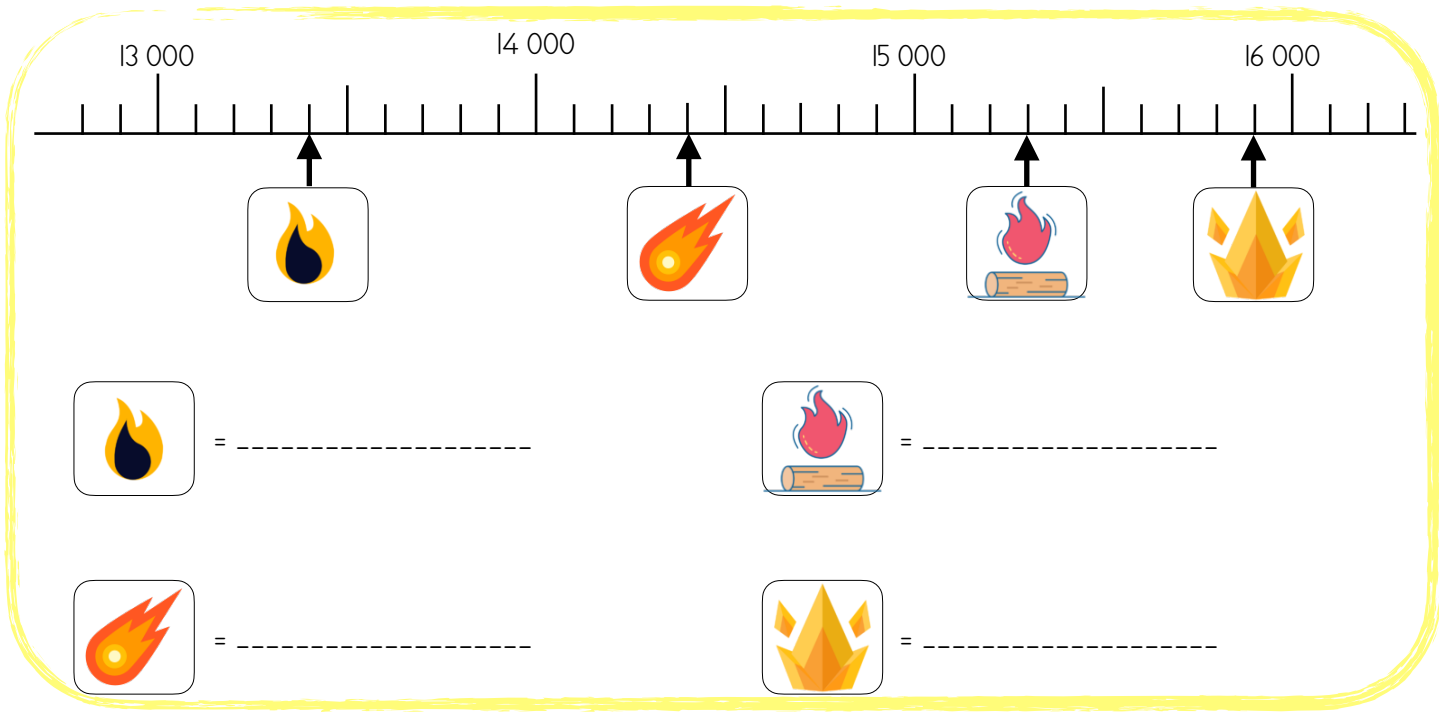 13 000 14 000 15 000 16 000
= _ _ _ _ _ _ _ _ _ _ _ _ _ _ _ _ _ _ _ _ = _ _ _ _ _ _ _ _ _ _ _ _ _ _ _ _ _ _ _ _
= _ _ _ _ _ _ _ _ _ _ _ _ _ _ _ _ _ _ _ _ = _ _ _ _ _ _ _ _ _ _ _ _ _ _ _ _ _ _ _ _